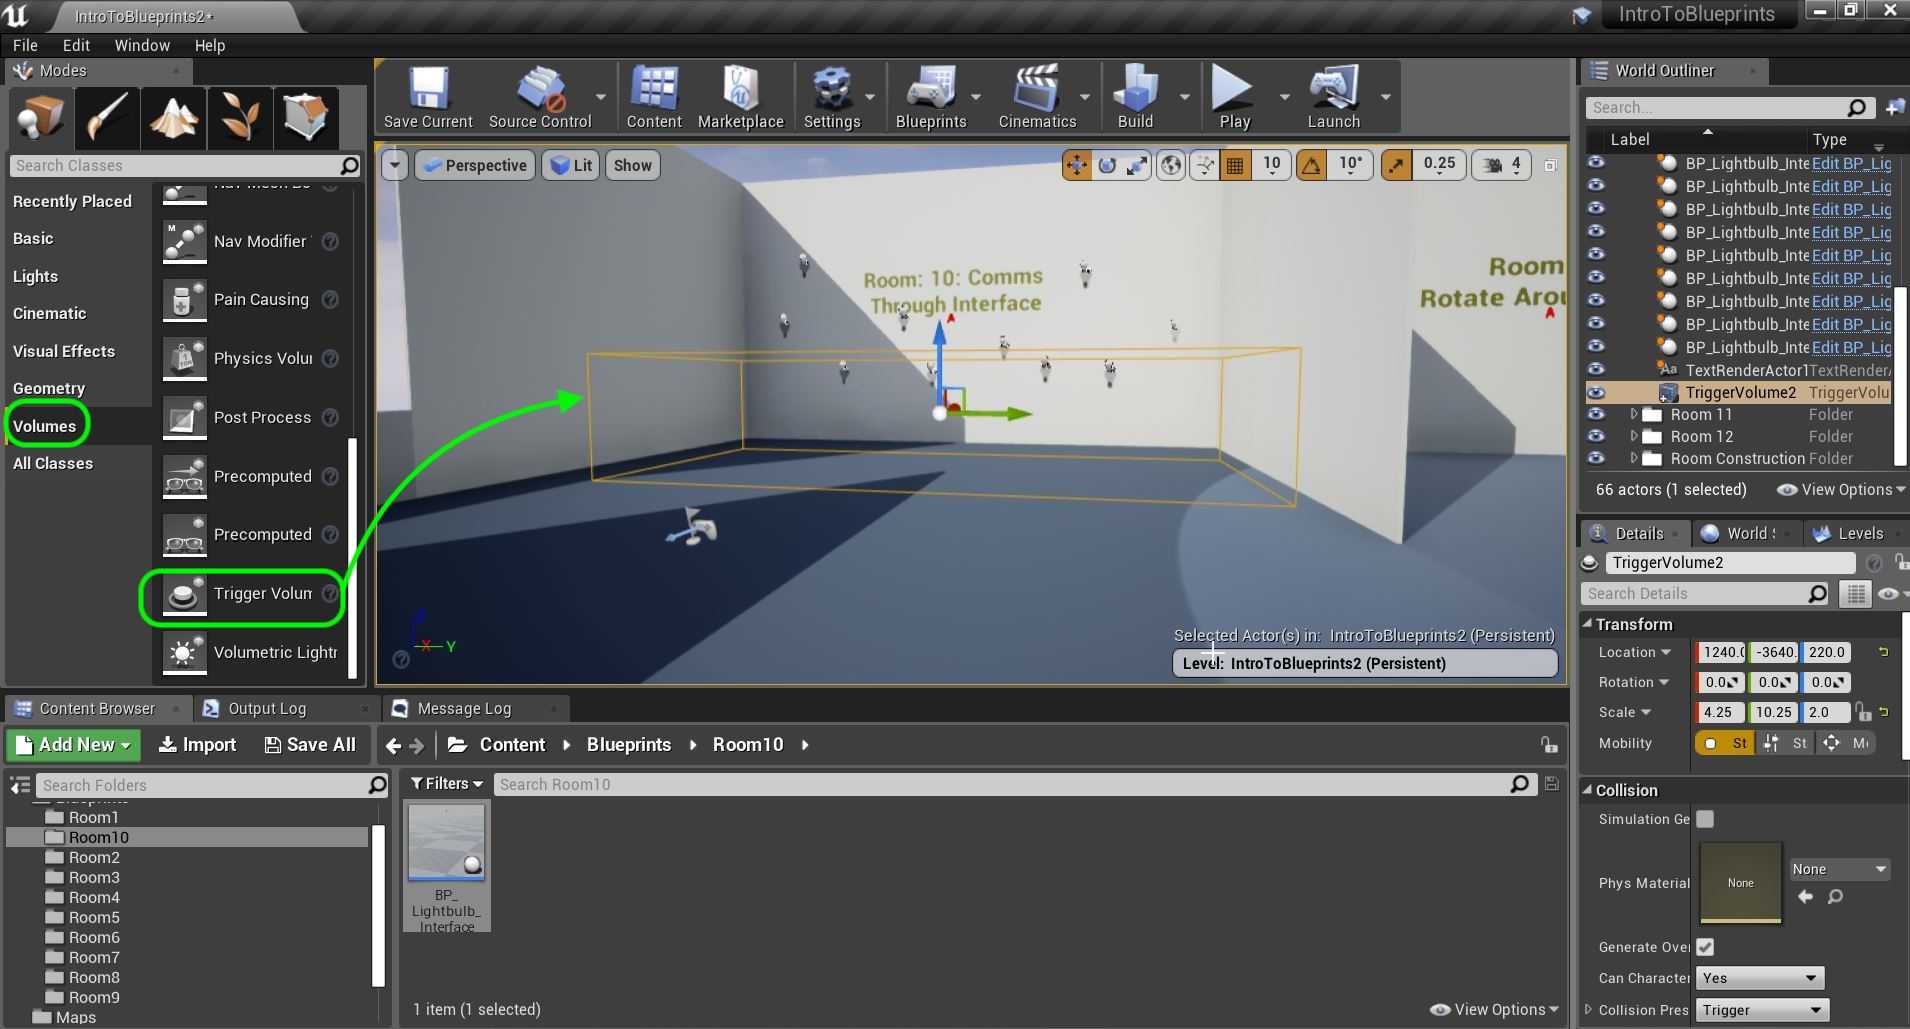 IntroToBlueprints2*
IntroToBlueprints
File Edit Window Help
Modes
Save Current
Source Control
Content
Marketplace
Settings
Blueprints
Cinematics
Build
Play
Launch
Search Classes
Recently Placed
Basic
Lights
Cinematic
Visual Effects
Geometry
Volumes
All Classes
Nav Modifier
Pain Causing
Physics Volu
Post Process
Precomputed
Precomputed
Trigger Volum
Volumetric Lightr
Perspective
Lit
Show
10
10°
0.25
4
Room: 10: Comms
Through Interface
Room
Rotate Arou
X Y
Selected Actor(s) in: IntroToBlueprints2 (Persistent)
Level: IntroToBlueprints2 (Persistent)
World Outliner
Search...
Label Type
BP_Lightbulb_Inte Edit BP_Lig
BP_Lightbulb_Inte Edit BP_Lig
BP_Lightbulb_Inte Edit BP_Lig
BP_Lightbulb_Inte Edit BP_Lig
BP_Lightbulb_Inte Edit BP_Lig
BP_Lightbulb_Inte Edit BP_Lig
BP_Lightbulb_Inte Edit BP_Lig
BP_Lightbulb_Inte Edit BP_Lig
BP_Lightbulb_Inte Edit BP_Lig
TextRenderActor1 TextRender
TriggerVolume2 TriggerVolu
Room 11 Folder
Room 12 Folder
Room Construction Folder
66 actors (1 selected)
View Options
Details
World S
Levels
TriggerVolume2
Search Details
Transform
Location 1240.0 -3640. 220.0
Rotation 0.0 0.0 0.0
Scale 4.25 10.25 2.0
Mobility St St Mo
Collision
Simulation Ge
Phys Material None None
Generate Over
Can Character Yes
Collision Pres Trigger
Content Browser
Output Log
Message Log
Add New
Import
Save All
Content
Blueprints
Room10
Search Folders
Filters
Search Room10
Blueprints
Room1
Room10
Room2
Room3
Room4
Room5
Room6
Room7
Room8
Room9
Maps
BP_
Lightbulb_
Interface
1 item (1 selected)
View Options